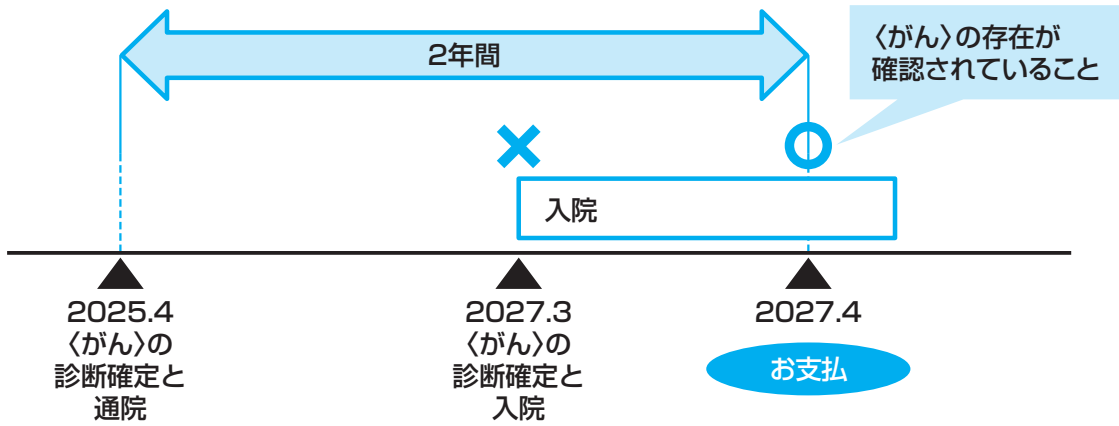 2年間
〈がん〉の存在が
確認されていること
入院
2025.4
〈がん〉の
診断確定と
通院
2027.3
〈がん〉の
診断確定と
入院
2027.4
お支払